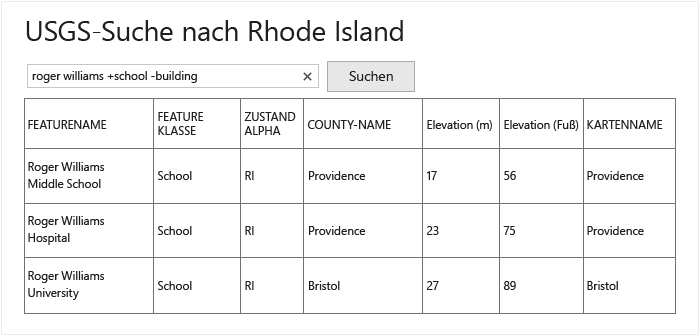 USGS-Suche nach Rhode Island
roger williams +school -building ×
Suchen
FEATURENAME
FEATURE
KLASSE
ZUSTAND
ALPHA
COUNTY-NAME
Elevation (m)
Elevation (Fuß)
KARTENNAME
Roger Williams
Middle School
School
RI
Providence
17
56
Providence
Roger Williams
Hospital
School
RI
Providence
23
75
Providence
Roger Williams
University
School
RI
Bristol
27
89
Bristol